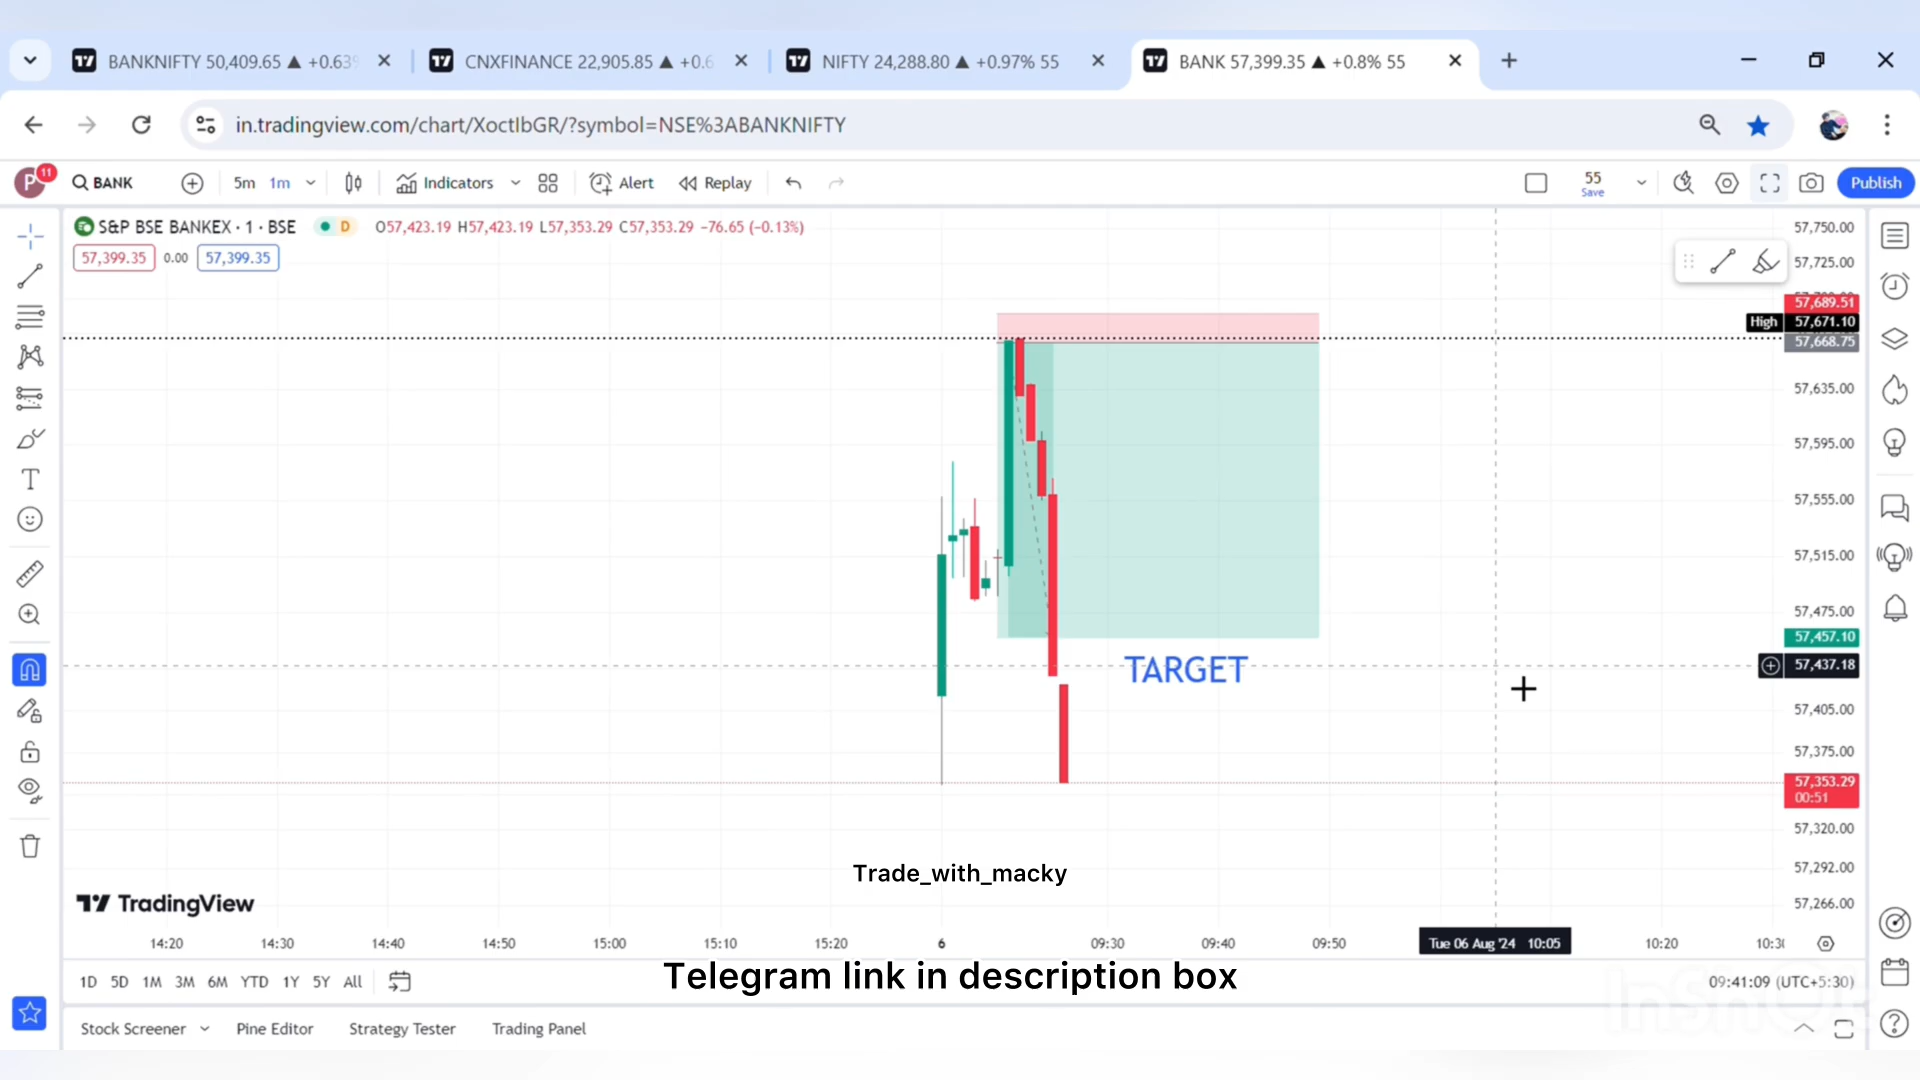 BANKNIFTY 50,409.65 ▲ +0.63%
CNXFINANCE 22,905.85 ▲ +0.6
NIFTY 24,288.80 ▲ +0.97% 55
BANK 57,399.35 ▲ +0.8% 55
in.tradingview.com/chart/XoctIbGR/?symbol=NSE%3ABANKNIFTY
P 11 BANK 5m 1m Indicators Alert Replay 55 Save Publish
S&P BSE BANKEX · 1 · BSE D O57,423.19 H57,423.19 L57,353.29 C57,353.29 −76.65 (−0.13%)
57,399.35 0.00 57,399.35
57,750.00
57,725.00
57,689.51
High 57,671.10
57,668.75
57,635.00
57,595.00
57,555.00
57,515.00
57,475.00
57,457.10
57,437.18
TARGET
57,405.00
57,375.00
57,353.29
00:51
57,320.00
57,292.00
57,266.00
Trade_with_macky
TradingView
14:20 14:30 14:40 14:50 15:00 15:10 15:20 6 09:30 09:40 09:50 Tue 06 Aug '24 10:05 10:20 10:30
Telegram link in description box
1D 5D 1M 3M 6M YTD 1Y 5Y All
09:41:09 (UTC+5:30)
Stock Screener Pine Editor Strategy Tester Trading Panel